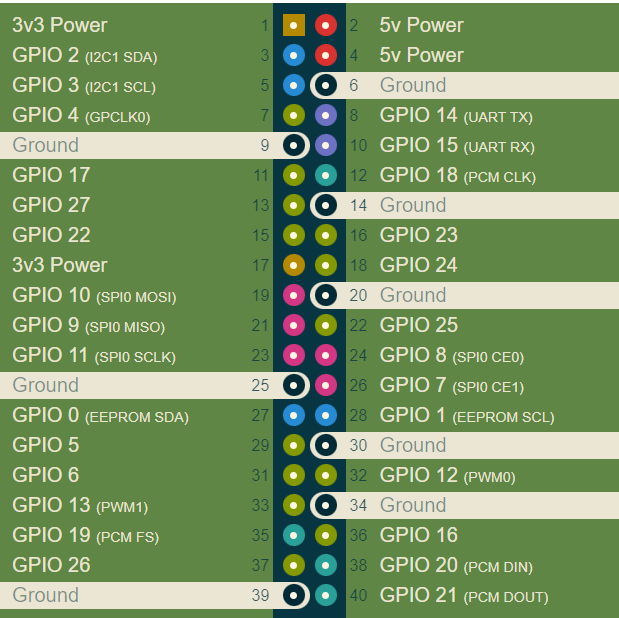 3v3 Power 1 2 5v Power
GPIO 2 (I2C1 SDA) 3 4 5v Power
GPIO 3 (I2C1 SCL) 5 6 Ground
GPIO 4 (GPCLK0) 7 8 GPIO 14 (UART TX)
Ground 9 10 GPIO 15 (UART RX)
GPIO 17 11 12 GPIO 18 (PCM CLK)
GPIO 27 13 14 Ground
GPIO 22 15 16 GPIO 23
3v3 Power 17 18 GPIO 24
GPIO 10 (SPI0 MOSI) 19 20 Ground
GPIO 9 (SPI0 MISO) 21 22 GPIO 25
GPIO 11 (SPI0 SCLK) 23 24 GPIO 8 (SPI0 CE0)
Ground 25 26 GPIO 7 (SPI0 CE1)
GPIO 0 (EEPROM SDA) 27 28 GPIO 1 (EEPROM SCL)
GPIO 5 29 30 Ground
GPIO 6 31 32 GPIO 12 (PWM0)
GPIO 13 (PWM1) 33 34 Ground
GPIO 19 (PCM FS) 35 36 GPIO 16
GPIO 26 37 38 GPIO 20 (PCM DIN)
Ground 39 40 GPIO 21 (PCM DOUT)